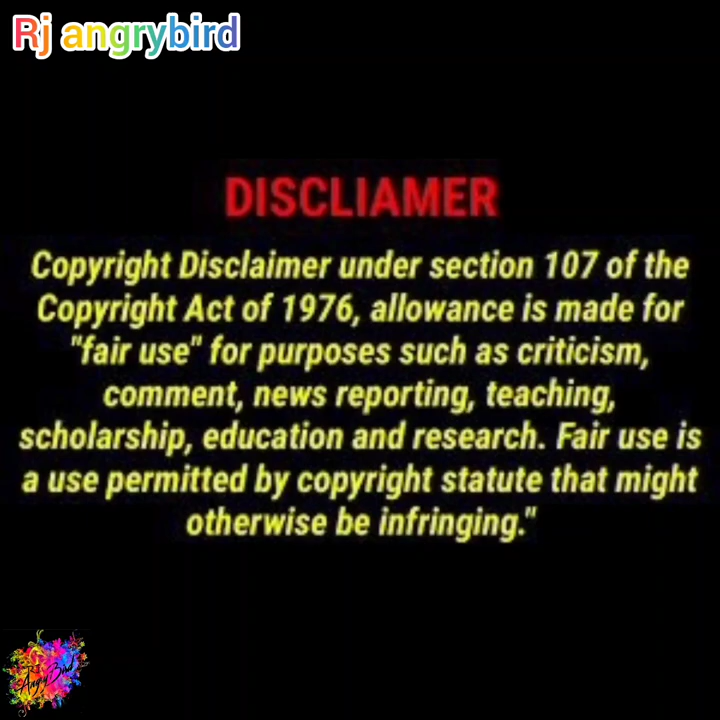 Rj angrybird
DISCLIAMER
Copyright Disclaimer under section 107 of the
Copyright Act of 1976, allowance is made for
"fair use" for purposes such as criticism,
comment, news reporting, teaching,
scholarship, education and research. Fair use is
a use permitted by copyright statute that might
otherwise be infringing."
Angry Bird